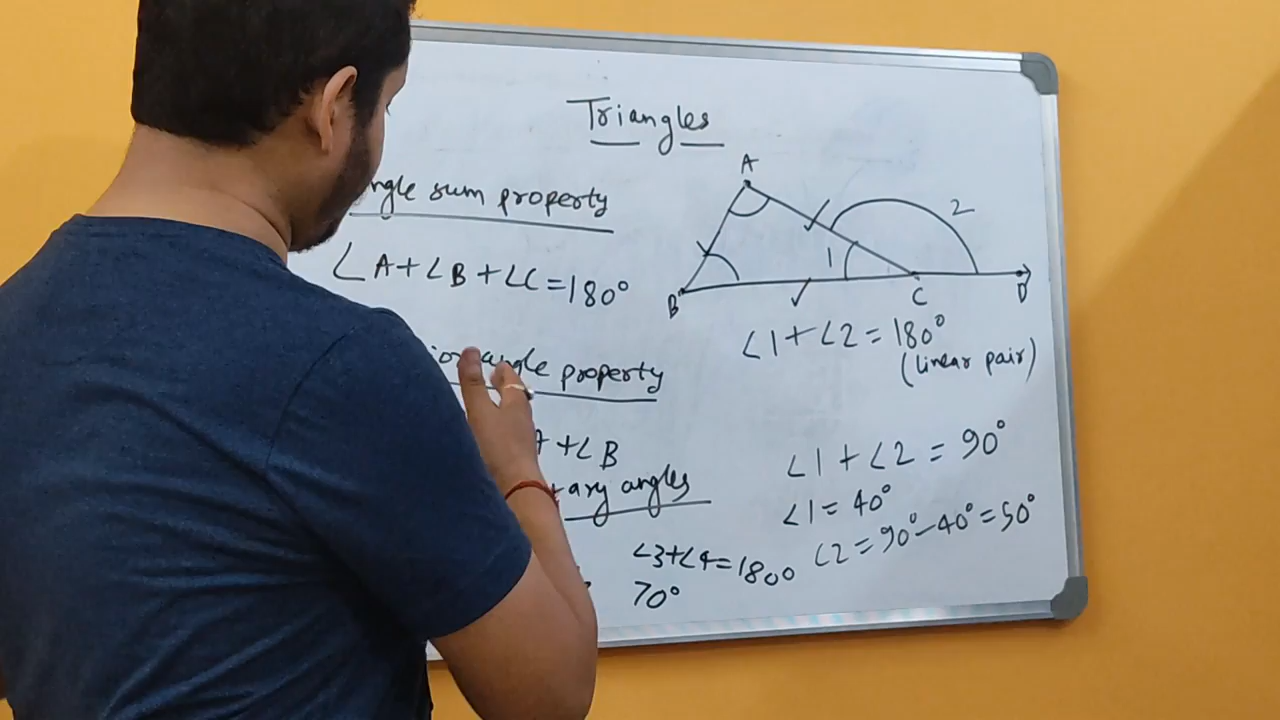 Triangles
ngle sum property
∠A+∠B+∠C=180°
angle property
+∠B
ary angles
∠3+∠4=180°
70°
A
B
C
D
1
2
∠1+∠2=180°
(linear pair)
∠1+∠2=90°
∠1=40°
∠2=90°-40°=50°